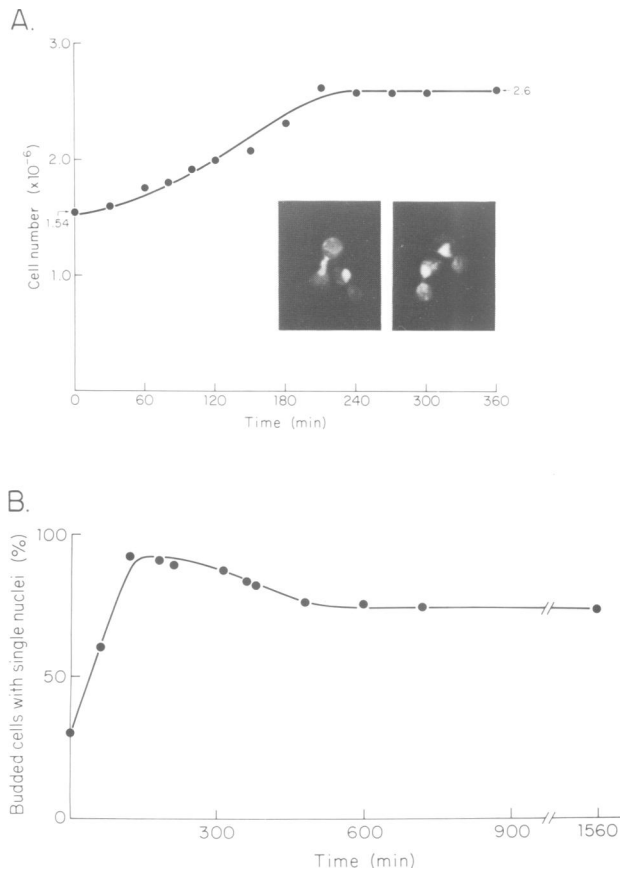 A.
3.0
2.0
1.0
1.54
2.6
Cell number (x10-6)
0 60 120 180 240 300 360
Time (min)
B.
100
50
0
Budded cells with single nuclei (%)
300 600 900 1560
Time (min)